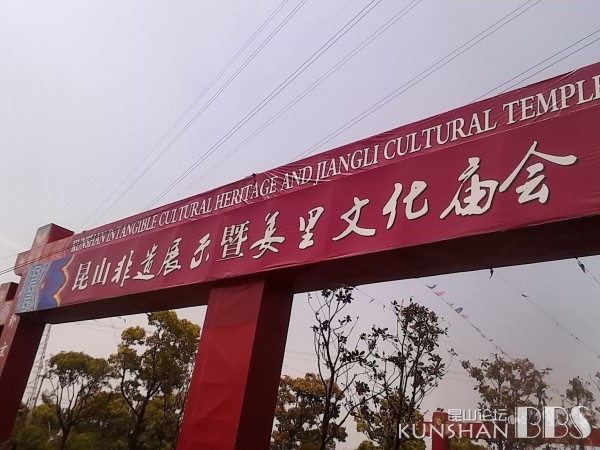 KUNSHAN INTANGIBLE CULTURAL HERITAGE AND JIANGLI CULTURAL TEMPLE
昆山非遗展示暨姜里文化庙会
昆山论坛
KUNSHAN BBS